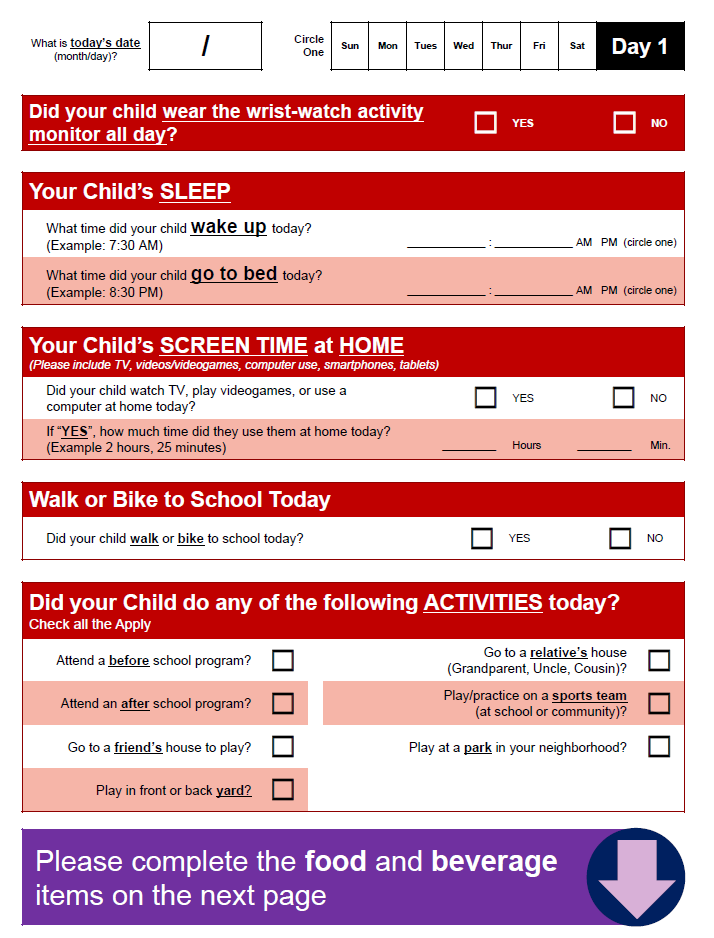 What is today's date
(month/day)?
/
Circle
One
Sun Mon Tues Wed Thur Fri Sat
Day 1
Did your child wear the wrist-watch activity
monitor all day?
YES NO
Your Child's SLEEP
What time did your child wake up today?
(Example: 7:30 AM)
___________ : ___________ AM PM (circle one)
What time did your child go to bed today?
(Example: 8:30 PM)
___________ : ___________ AM PM (circle one)
Your Child's SCREEN TIME at HOME
(Please include TV, videos/videogames, computer use, smartphones, tablets)
Did your child watch TV, play videogames, or use a
computer at home today?
YES NO
If “YES”, how much time did they use them at home today?
(Example 2 hours, 25 minutes)
________ Hours ________ Min.
Walk or Bike to School Today
Did your child walk or bike to school today?
YES NO
Did your Child do any of the following ACTIVITIES today?
Check all the Apply
Attend a before school program?
Attend an after school program?
Go to a friend's house to play?
Play in front or back yard?
Go to a relative's house
(Grandparent, Uncle, Cousin)?
Play/practice on a sports team
(at school or community)?
Play at a park in your neighborhood?
Please complete the food and beverage
items on the next page